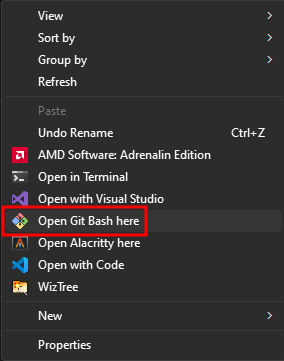 View
Sort by
Group by
Refresh
Paste
Undo Rename Ctrl+Z
AMD Software: Adrenalin Edition
Open in Terminal
Open with Visual Studio
Open Git Bash here
Open Alacritty here
Open with Code
WizTree
New
Properties